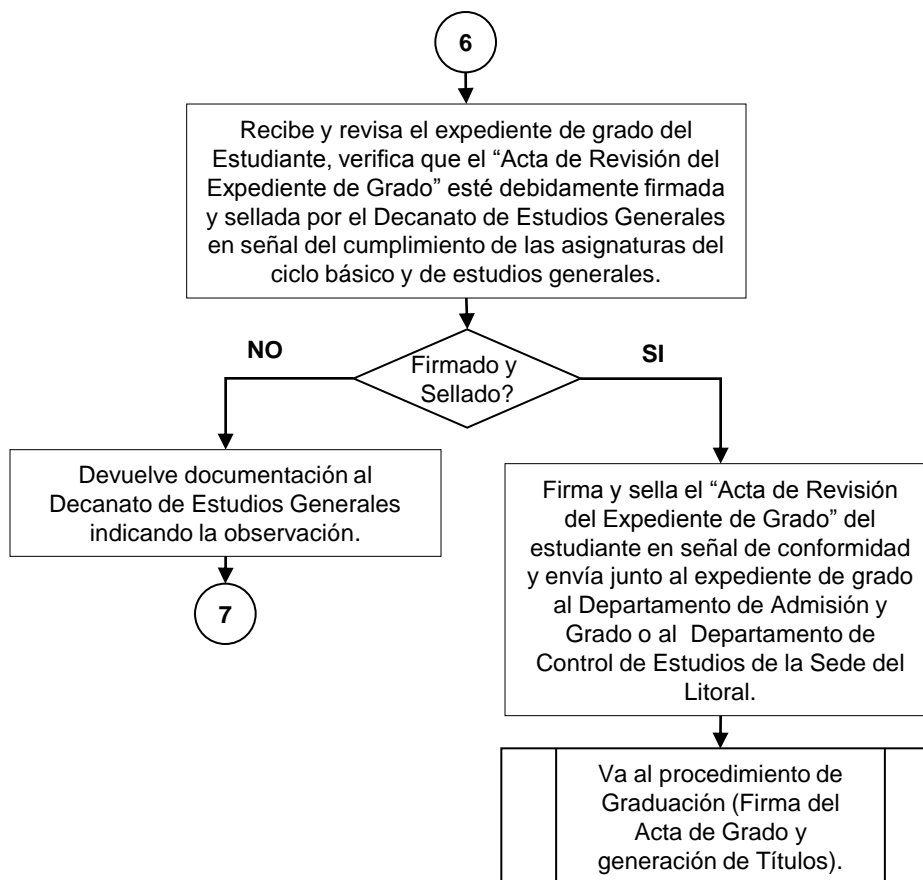 6
Recibe y revisa el expediente de grado del
Estudiante, verifica que el “Acta de Revisión del
Expediente de Grado” esté debidamente firmada
y sellada por el Decanato de Estudios Generales
en señal del cumplimiento de las asignaturas del
ciclo básico y de estudios generales.
NO
Firmado y
Sellado?
SI
Devuelve documentación al
Decanato de Estudios Generales
indicando la observación.
7
Firma y sella el “Acta de Revisión
del Expediente de Grado” del
estudiante en señal de conformidad
y envía junto al expediente de grado
al Departamento de Admisión y
Grado o al Departamento de
Control de Estudios de la Sede del
Litoral.
Va al procedimiento de
Graduación (Firma del
Acta de Grado y
generación de Títulos).